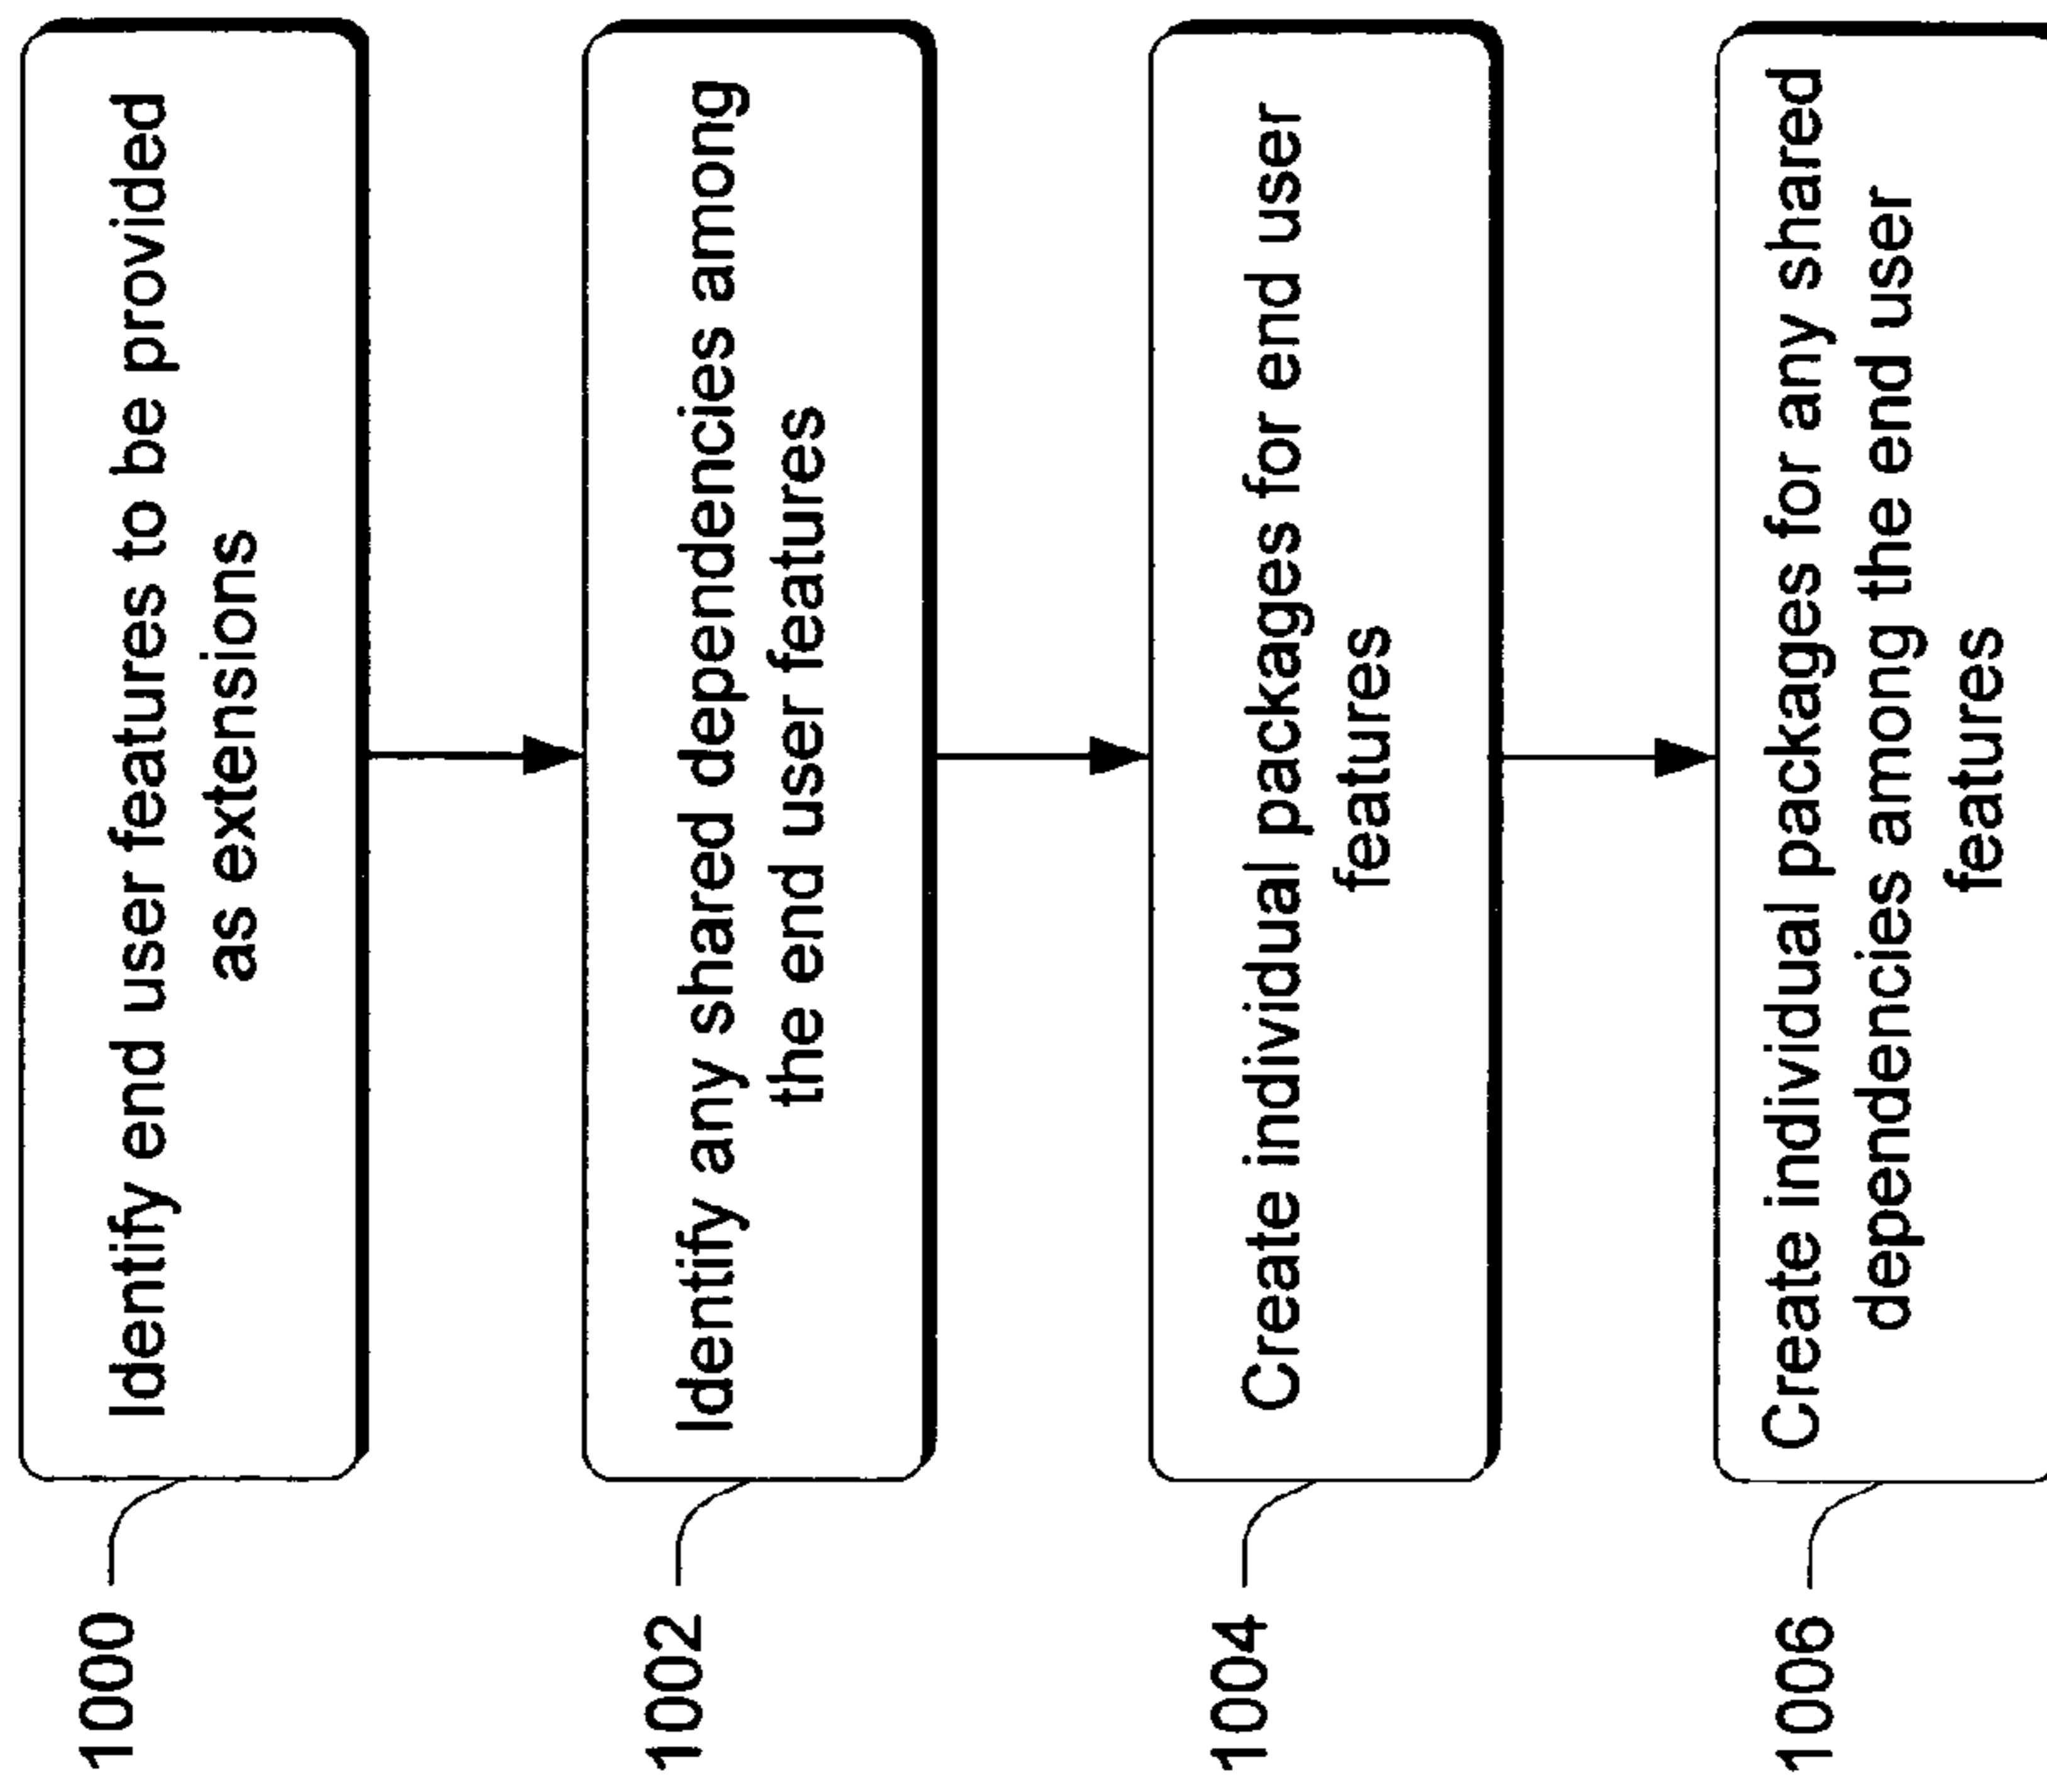 1000
Identify end user features to be provided
as extensions
1002
Identify any shared dependencies among
the end user features
1004
Create individual packages for end user
features
1006
Create individual packages for any shared
dependencies among the end user
features